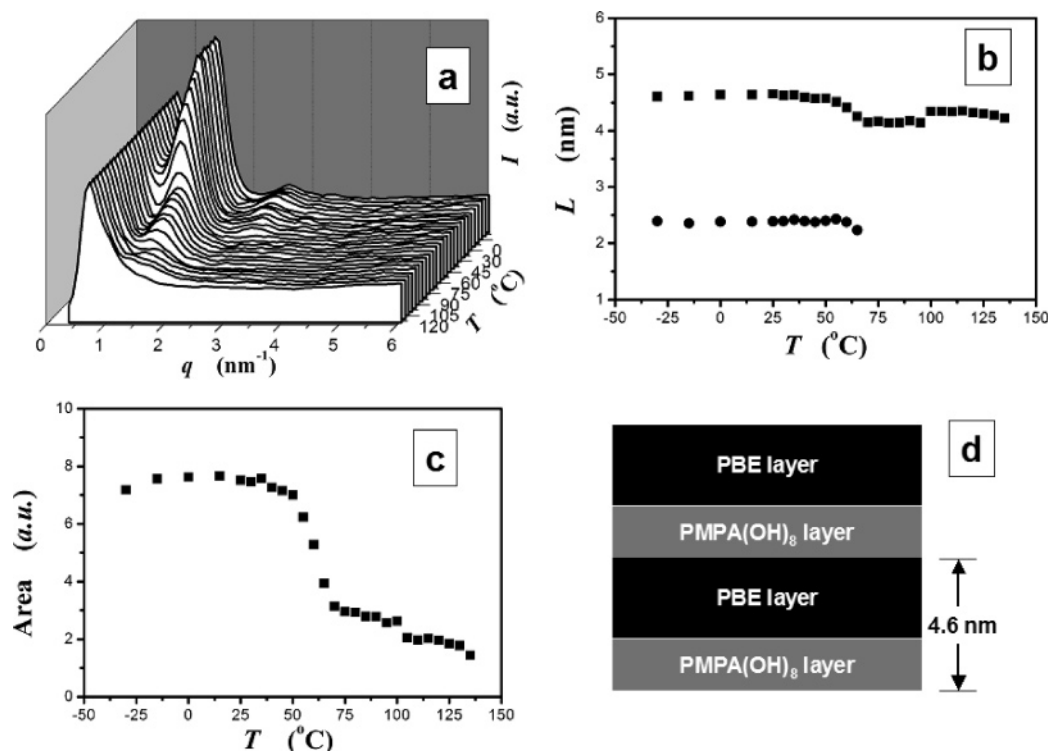 a
I (a.u.)
0
30
45
60
75
90
105
120
T (°C)
0 1 2 3 4 5 6
q (nm⁻¹)
b
6
5
4
3
2
1
L (nm)
-50 -25 0 25 50 75 100 125 150
T (°C)
c
10
8
6
4
2
0
Area (a.u.)
-50 -25 0 25 50 75 100 125 150
T (°C)
d
PBE layer
PMPA(OH)₈ layer
PBE layer
4.6 nm
PMPA(OH)₈ layer